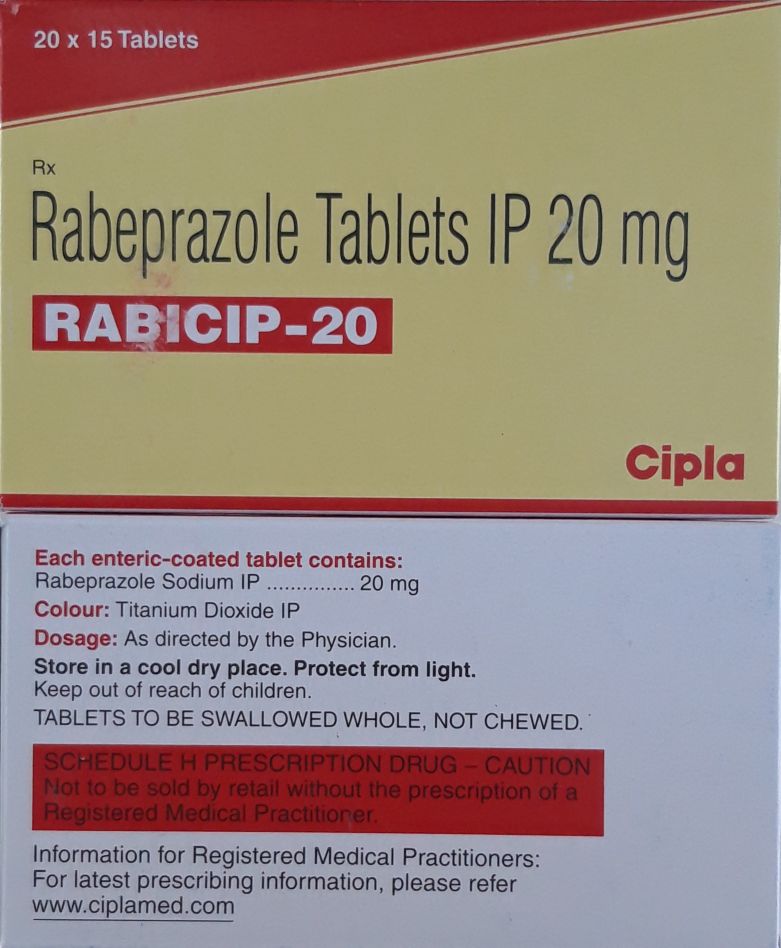 20 x 15 Tablets
Rx
Rabeprazole Tablets IP 20 mg
RABICIP-20
Cipla
Each enteric-coated tablet contains:
Rabeprazole Sodium IP ............... 20 mg
Colour: Titanium Dioxide IP
Dosage: As directed by the Physician.
Store in a cool dry place. Protect from light.
Keep out of reach of children.
TABLETS TO BE SWALLOWED WHOLE, NOT CHEWED.
SCHEDULE H PRESCRIPTION DRUG – CAUTION
Not to be sold by retail without the prescription of a
Registered Medical Practitioner.
Information for Registered Medical Practitioners:
For latest prescribing information, please refer
www.ciplamed.com